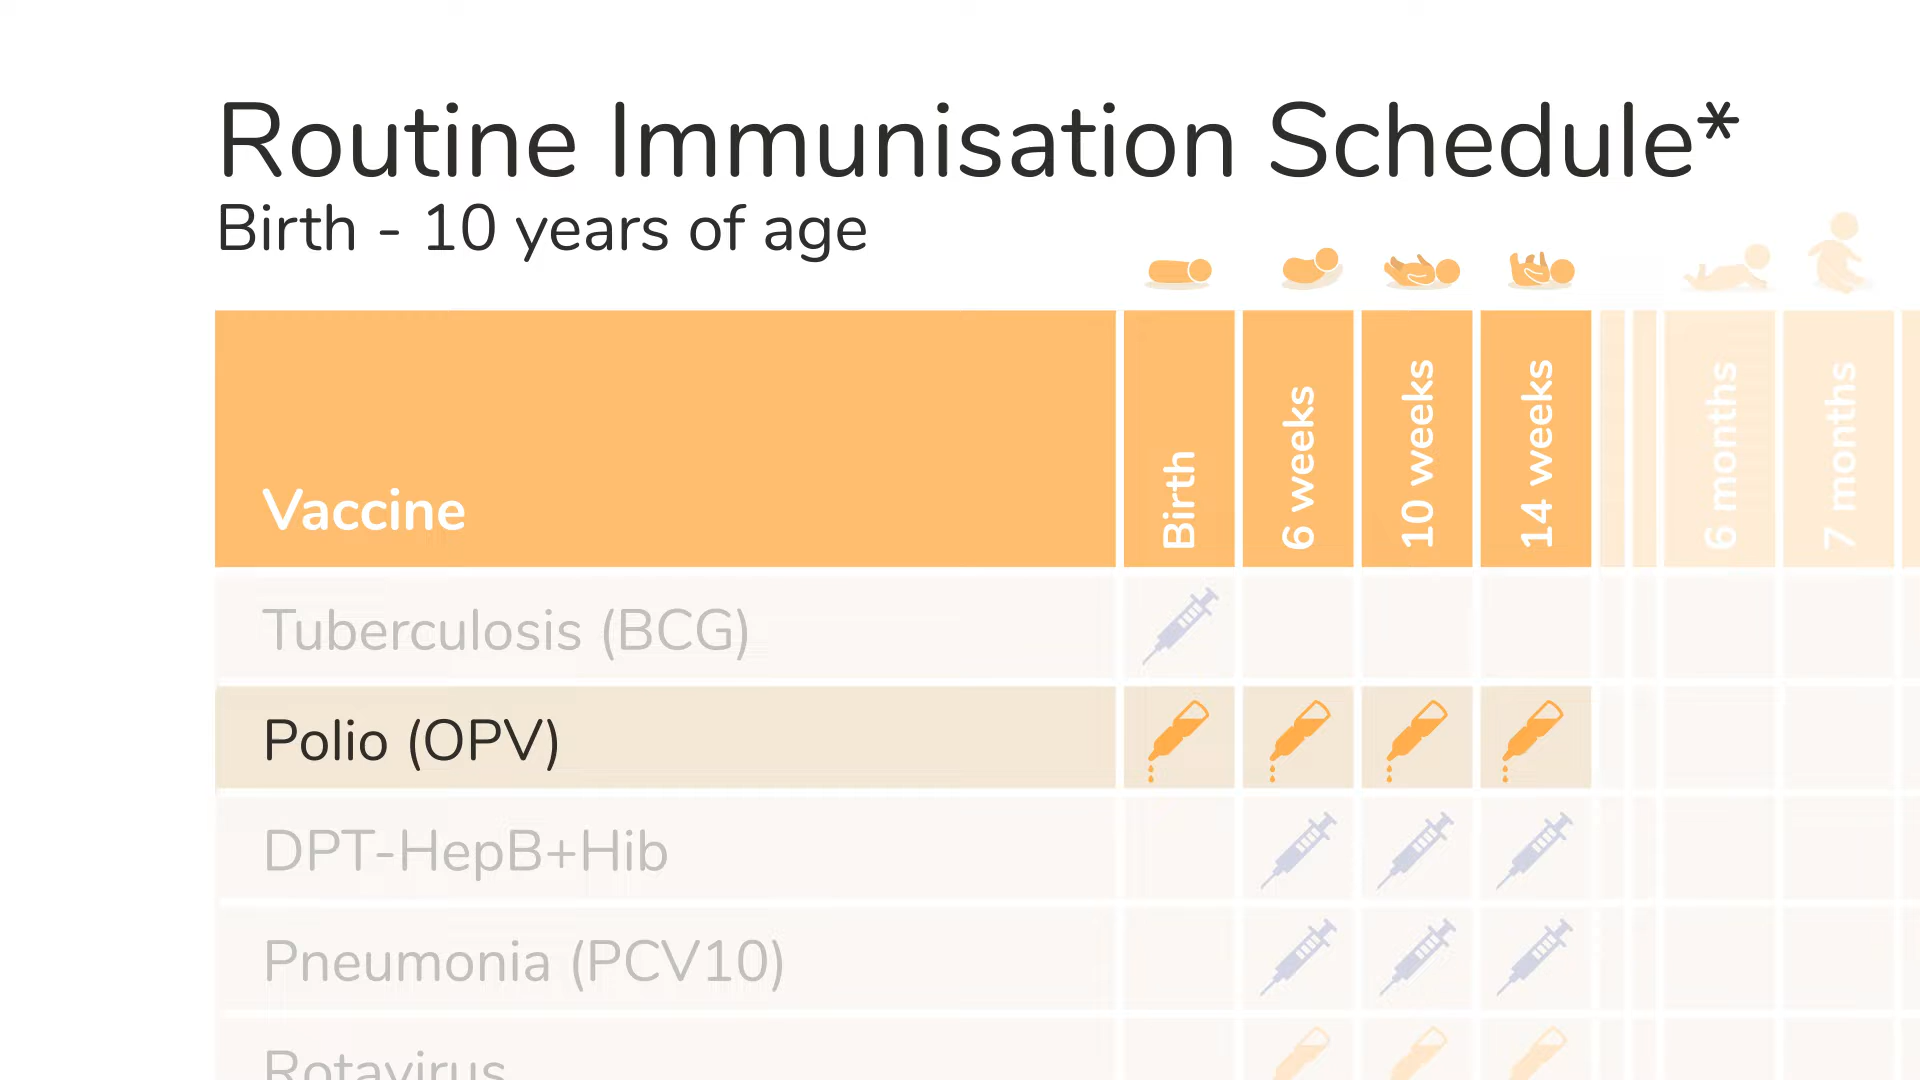 Routine Immunisation Schedule*
Birth - 10 years of age
Vaccine
Birth
6 weeks
10 weeks
14 weeks
6 months
7 months
Tuberculosis (BCG)
Polio (OPV)
DPT-HepB+Hib
Pneumonia (PCV10)
Rotavirus